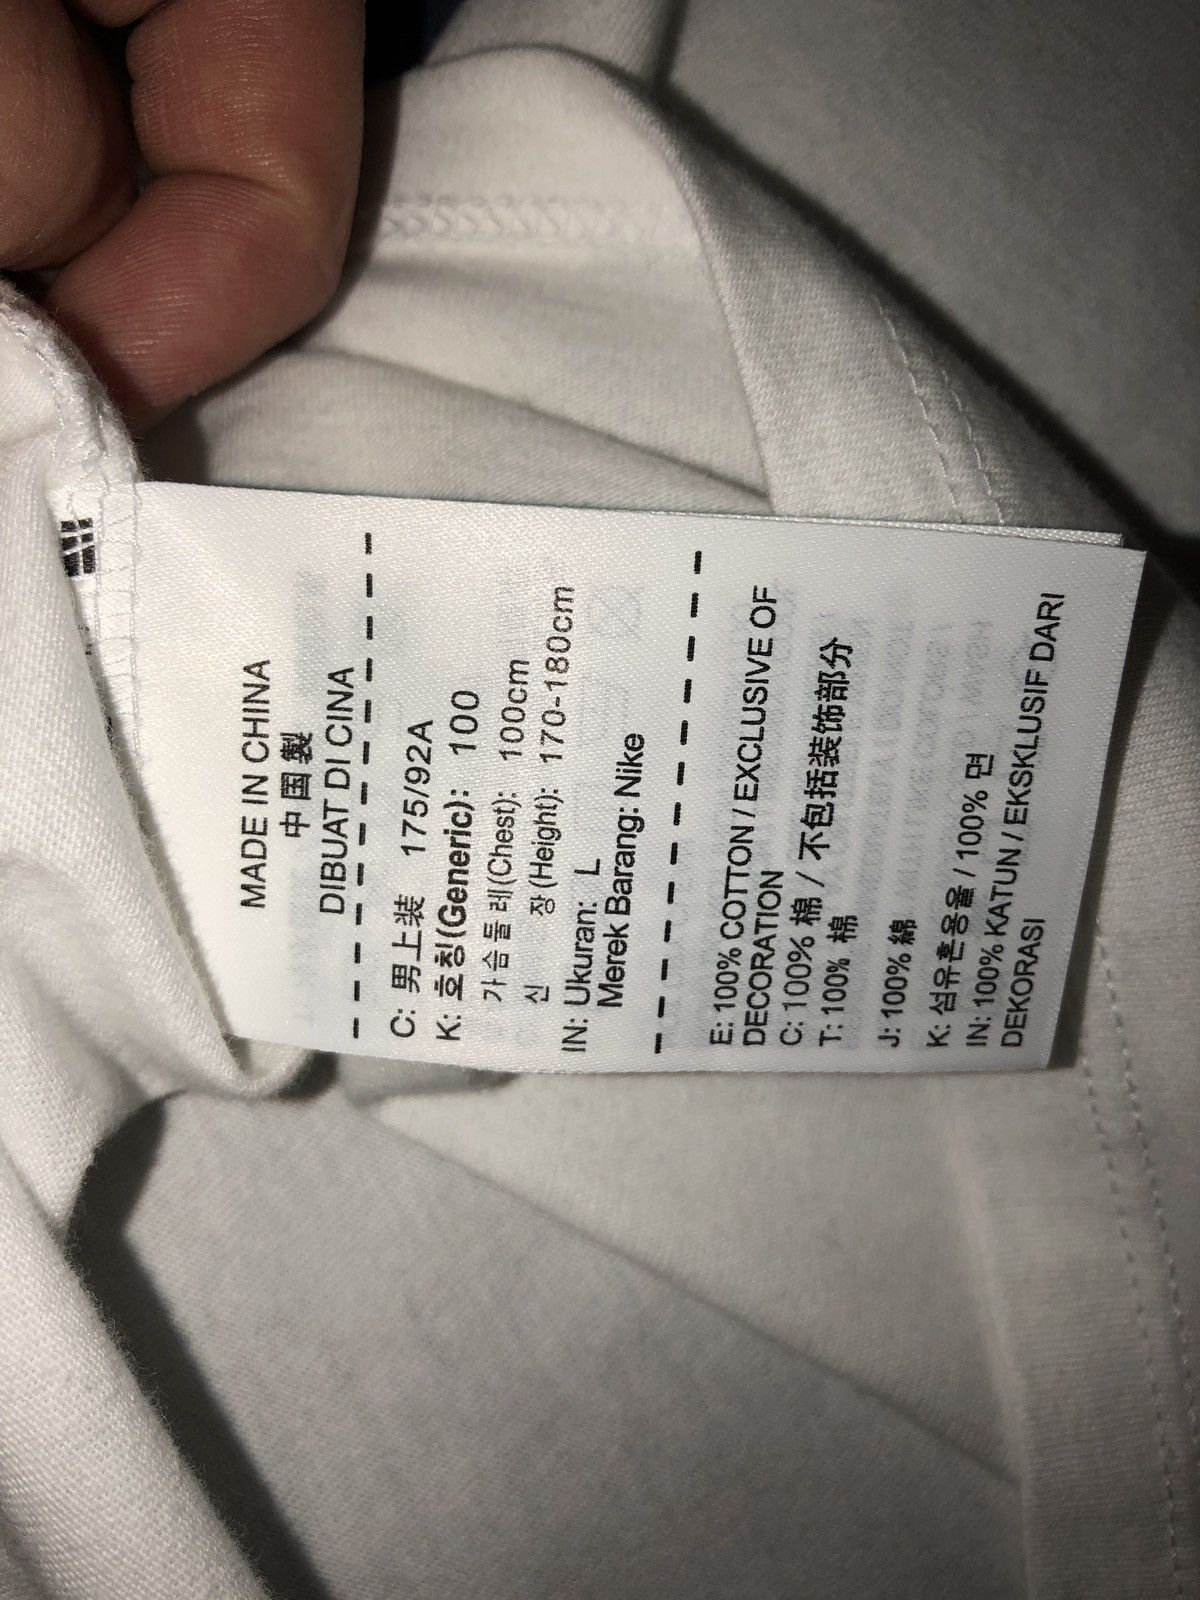 MADE IN CHINA
中国製
DIBUAT DI CINA
C: 男上装 175/92A
K: 호칭(Generic): 100
가슴둘레(Chest): 100cm
신 장 (Height): 170-180cm
IN: Ukuran: L
Merek Barang: Nike
E: 100% COTTON / EXCLUSIVE OF
DECORATION
C: 100% 棉 / 不包括装饰部分
T: 100% 棉
J: 100% 綿
K: 섬유혼용율 / 100% 면
IN: 100% KATUN / EKSKLUSIF DARI
DEKORASI